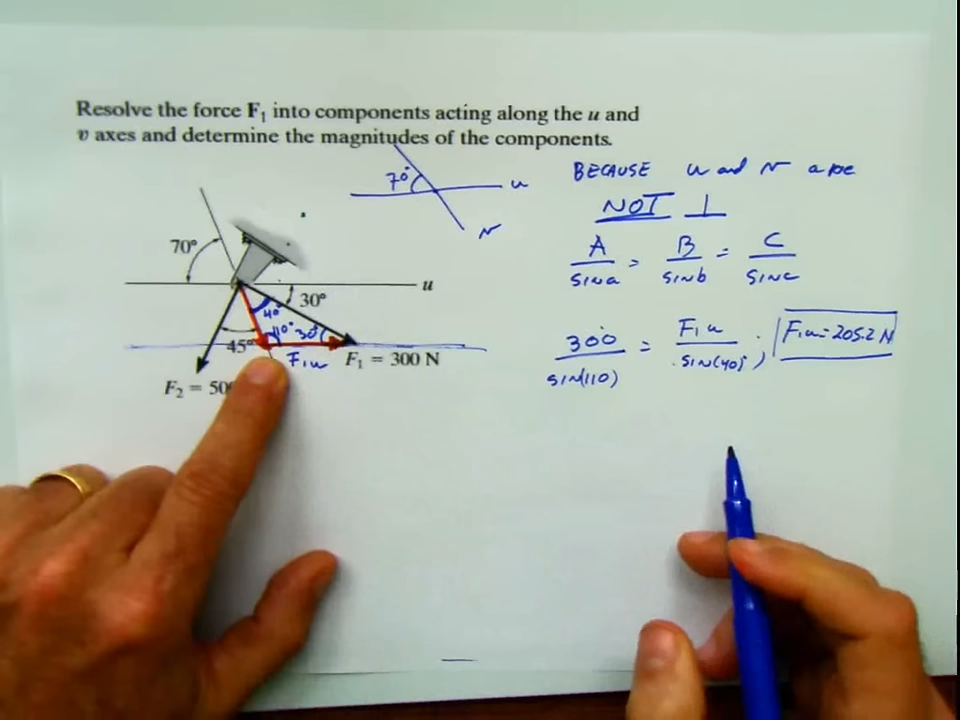 Resolve the force F₁ into components acting along the u and
v axes and determine the magnitudes of the components.
70°
u
v
BECAUSE u and v are
NOT ⊥
A/sin a = B/sin b = C/sin c
70°
u
30°
40°
110° 30°
45°
F₁u
F₁ = 300 N
F₂ = 50
300/sin(110) = F₁u/sin(40°) ; F₁u = 205.2 N